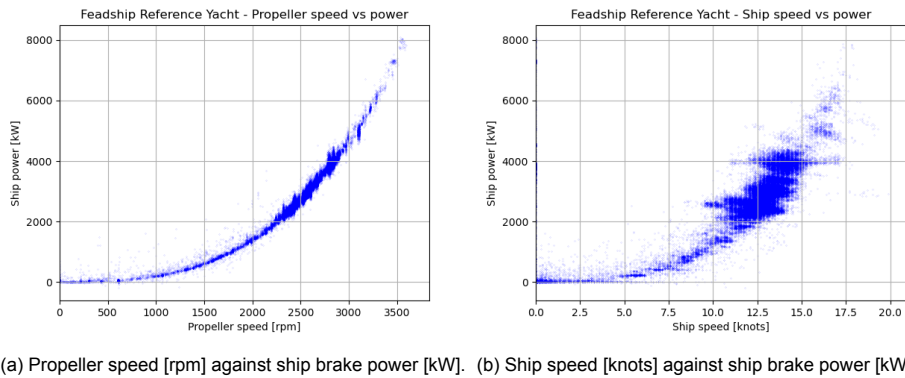 Feadship Reference Yacht - Propeller speed vs power
8000
6000
4000
2000
0
Ship power [kW]
0 500 1000 1500 2000 2500 3000 3500
Propeller speed [rpm]
Feadship Reference Yacht - Ship speed vs power
8000
6000
4000
2000
0
Ship power [kW]
0.0 2.5 5.0 7.5 10.0 12.5 15.0 17.5 20.0
Ship speed [knots]
(a) Propeller speed [rpm] against ship brake power [kW].
(b) Ship speed [knots] against ship brake power [kW